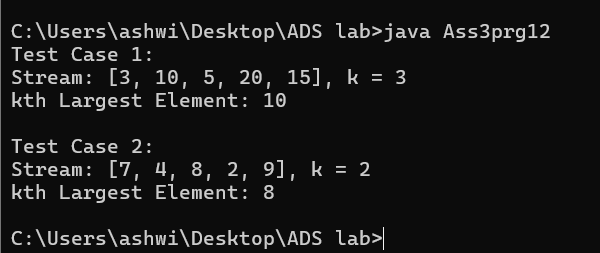 C:\Users\ashwi\Desktop\ADS lab>java Ass3prg12
Test Case 1:
Stream: [3, 10, 5, 20, 15], k = 3
kth Largest Element: 10
Test Case 2:
Stream: [7, 4, 8, 2, 9], k = 2
kth Largest Element: 8
C:\Users\ashwi\Desktop\ADS lab>